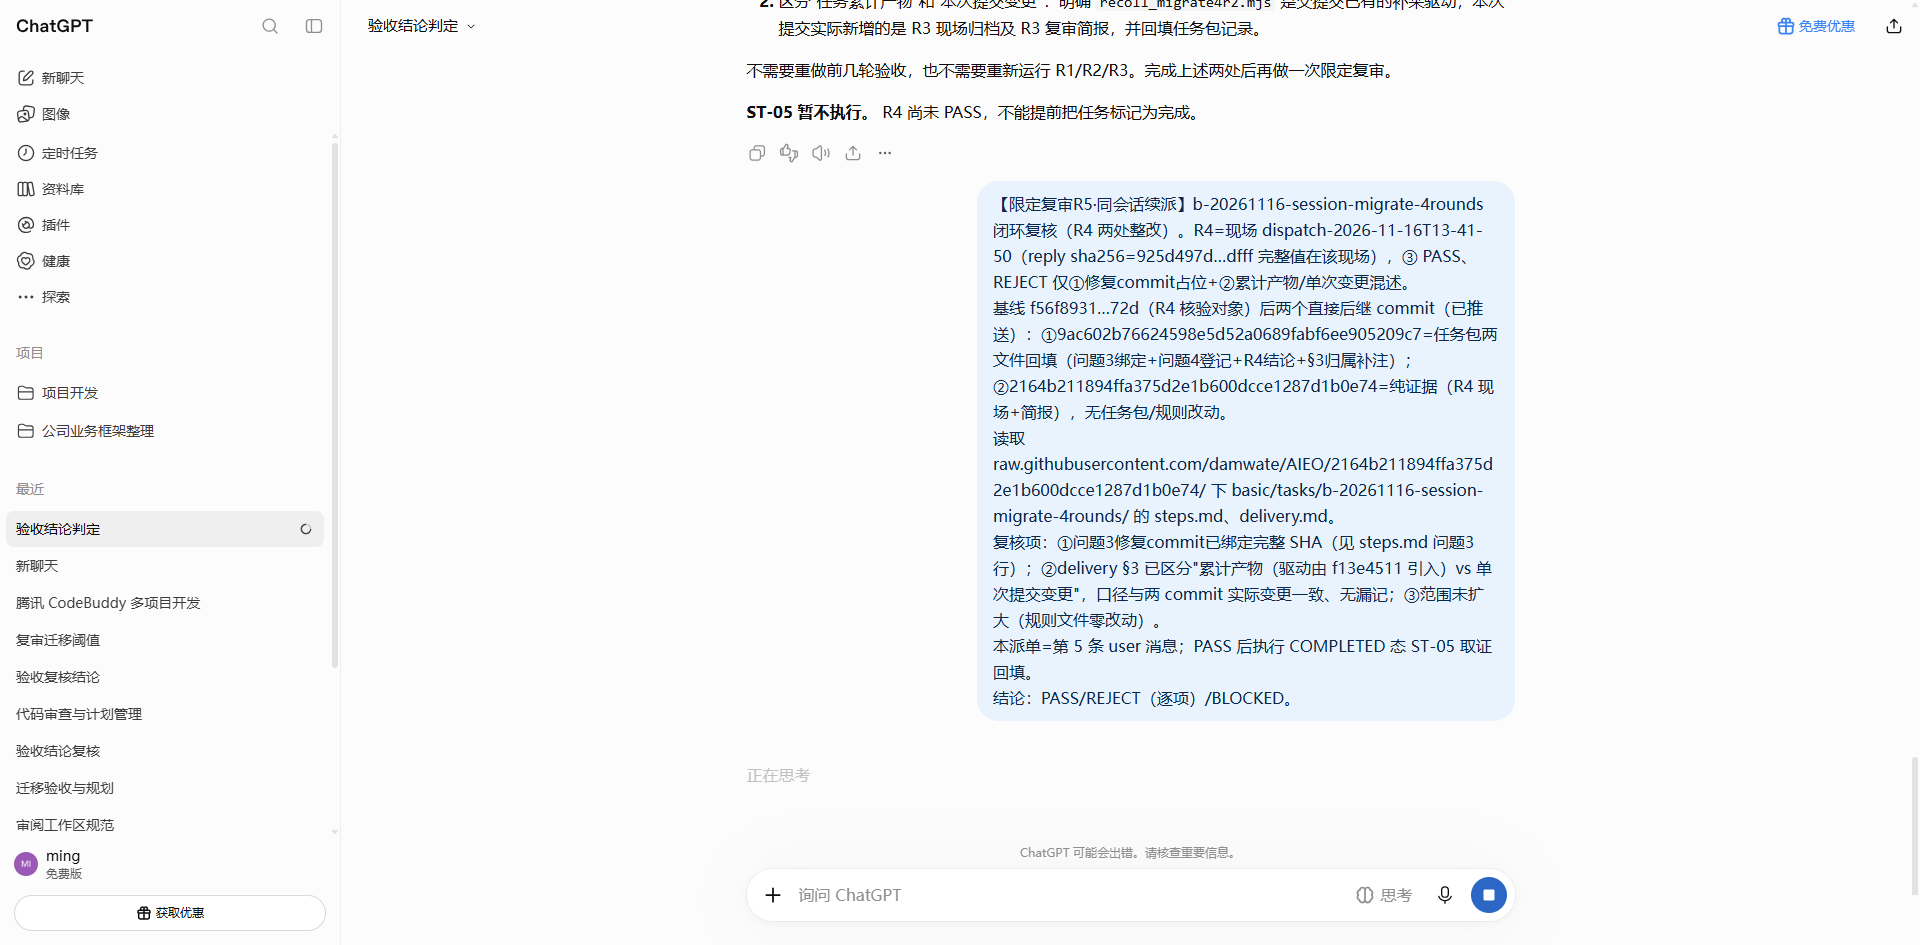 ChatGPT
新聊天
图像
定时任务
资料库
插件
健康
探索
项目
项目开发
公司业务框架整理
最近
验收结论判定
新聊天
腾讯 CodeBuddy 多项目开发
复审迁移阈值
验收复核结论
代码审查与计划管理
验收结论复核
迁移验收与规划
审阅工作区规范
MI
ming
免费版
获取优惠
验收结论判定
免费优惠
2. 区分"任务累计产物"和"本次提交变更"：明确 recoll_migrate4r2.mjs 是父提交已有的补采驱动，本次
提交实际新增的是 R3 现场归档及 R3 复审简报，并回填任务包记录。
不需要重做前几轮验收，也不需要重新运行 R1/R2/R3。完成上述两处后再做一次限定复审。
ST-05 暂不执行。 R4 尚未 PASS，不能提前把任务标记为完成。
【限定复审R5·同会话续派】b-20261116-session-migrate-4rounds
闭环复核（R4 两处整改）。R4=现场 dispatch-2026-11-16T13-41-
50（reply sha256=925d497d...dfff 完整值在该现场），③ PASS、
REJECT 仅①修复commit占位+②累计产物/单次变更混述。
基线 f56f8931...72d（R4 核验对象）后两个直接后继 commit（已推
送）：①9ac602b76624598e5d52a0689fabf6ee905209c7=任务包两
文件回填（问题3绑定+问题4登记+R4结论+§3归属补注）；
②2164b211894ffa375d2e1b600dcce1287d1b0e74=纯证据（R4 现
场+简报），无任务包/规则改动。
读取
raw.githubusercontent.com/damwate/AIEO/2164b211894ffa375d
2e1b600dcce1287d1b0e74/ 下 basic/tasks/b-20261116-session-
migrate-4rounds/ 的 steps.md、delivery.md。
复核项：①问题3修复commit已绑定完整 SHA（见 steps.md 问题3
行）；②delivery §3 已区分"累计产物（驱动由 f13e4511 引入）vs 单
次提交变更"，口径与两 commit 实际变更一致、无漏记；③范围未扩
大（规则文件零改动）。
本派单=第 5 条 user 消息；PASS 后执行 COMPLETED 态 ST-05 取证
回填。
结论：PASS/REJECT（逐项）/BLOCKED。
正在思考
ChatGPT 可能会出错。请核查重要信息。
询问 ChatGPT
思考